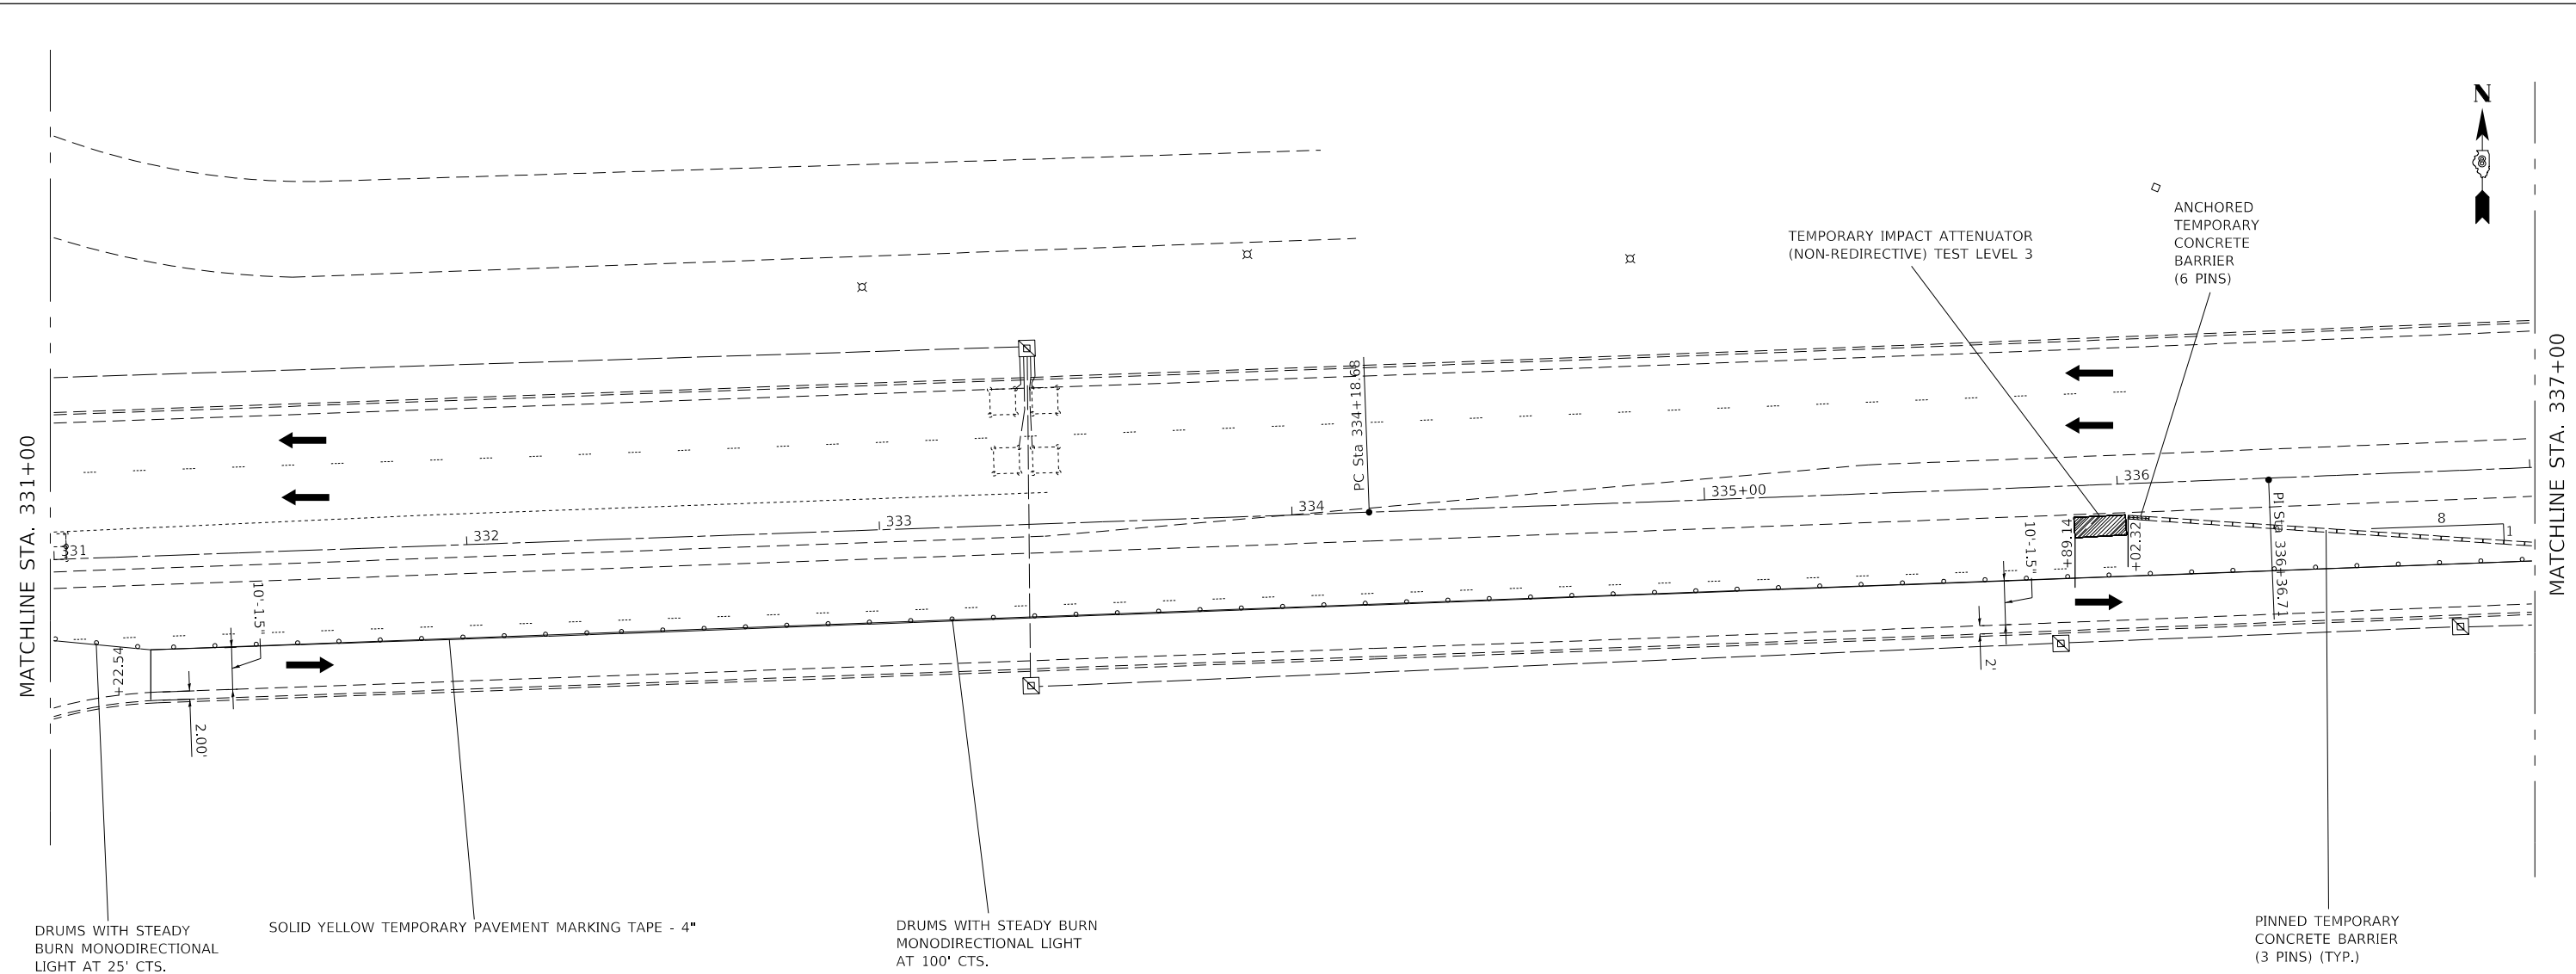 N
ANCHORED
TEMPORARY
CONCRETE
BARRIER
(6 PINS)
TEMPORARY IMPACT ATTENUATOR
(NON-REDIRECTIVE) TEST LEVEL 3
MATCHLINE STA. 331+00
MATCHLINE STA. 337+00
PC Sta 334+18.68
PI Sta 336+36.71
331
332
333
334
335+00
336
8
1
10'-1.5"
+89.14
+02.32
10'-1.5"
+22.54
2.00'
2'
DRUMS WITH STEADY
BURN MONODIRECTIONAL
LIGHT AT 25' CTS.
SOLID YELLOW TEMPORARY PAVEMENT MARKING TAPE - 4"
DRUMS WITH STEADY BURN
MONODIRECTIONAL LIGHT
AT 100' CTS.
PINNED TEMPORARY
CONCRETE BARRIER
(3 PINS) (TYP.)